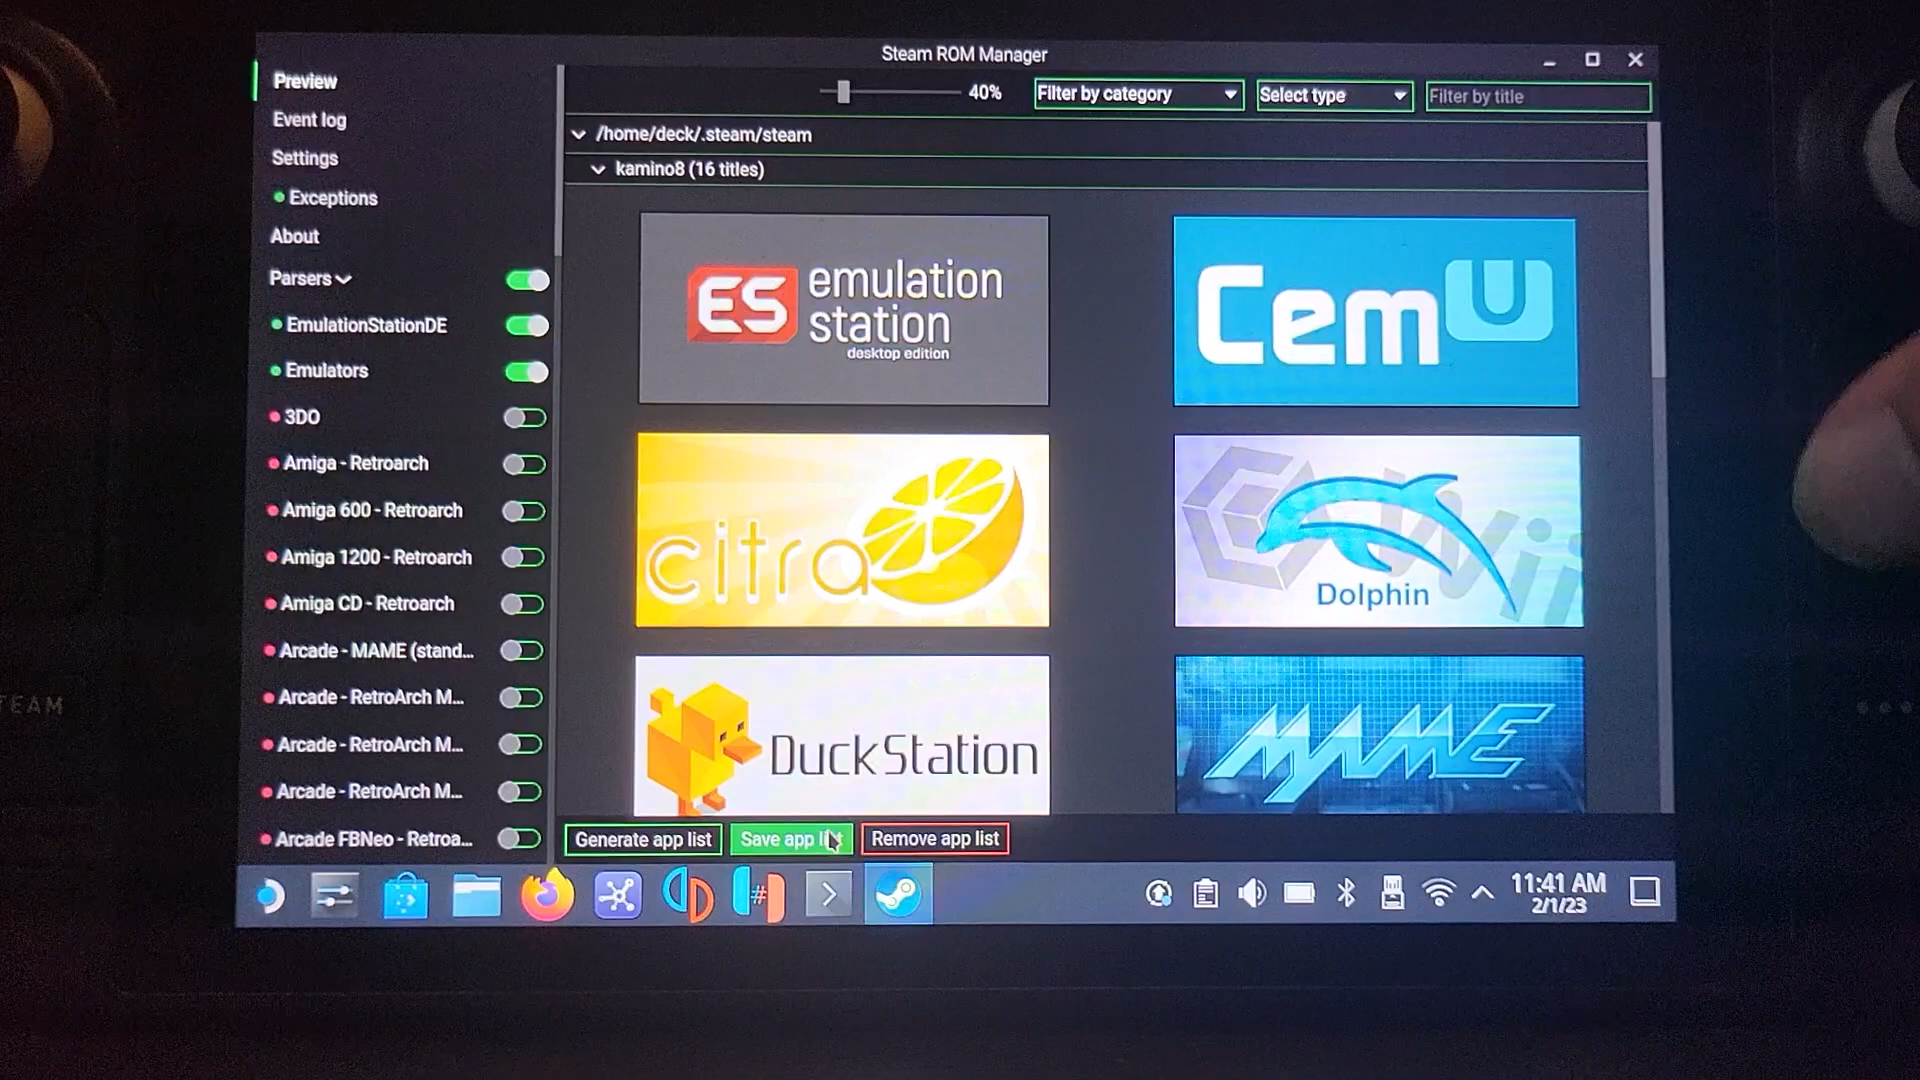 Steam ROM Manager
Preview
Event log
Settings
Exceptions
About
Parsers
EmulationStationDE
Emulators
3DO
Amiga - Retroarch
Amiga 600 - Retroarch
Amiga 1200 - Retroarch
Amiga CD - Retroarch
Arcade - MAME (stand...
Arcade - RetroArch M...
Arcade - RetroArch M...
Arcade - RetroArch M...
Arcade FBNeo - Retroa...
40%
Filter by category
Select type
Filter by title
/home/deck/.steam/steam
kamino8 (16 titles)
ES
emulation
station
desktop edition
Cemu
citra
Wii
Dolphin
DuckStation
MAME
Generate app list
Save app list
Remove app list
11:41 AM
2/1/23
TEAM